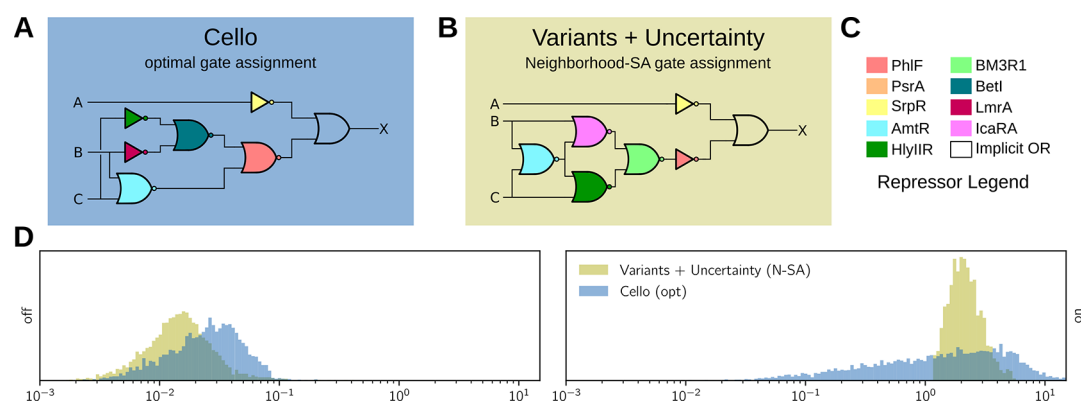 A
Cello
optimal gate assignment
A
B
C
X
B
Variants + Uncertainty
Neighborhood-SA gate assignment
A
B
C
X
C
PhlF
PsrA
SrpR
AmtR
HlyIIR
BM3R1
BetI
LmrA
IcaRA
Implicit OR
Repressor Legend
D
off
10⁻³ 10⁻² 10⁻¹ 10⁰ 10¹
Variants + Uncertainty (N-SA)
Cello (opt)
on
10⁻³ 10⁻² 10⁻¹ 10⁰ 10¹